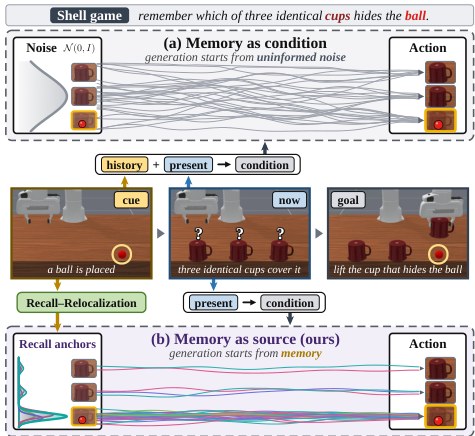 Shell game remember which of three identical cups hides the ball.
(a) Memory as condition
generation starts from uninformed noise
Noise N(0, I)
Action
history + present → condition
cue
now
goal
? ? ?
a ball is placed
three identical cups cover it
lift the cup that hides the ball
Recall–Relocalization
present → condition
(b) Memory as source (ours)
generation starts from memory
Recall anchors
Action